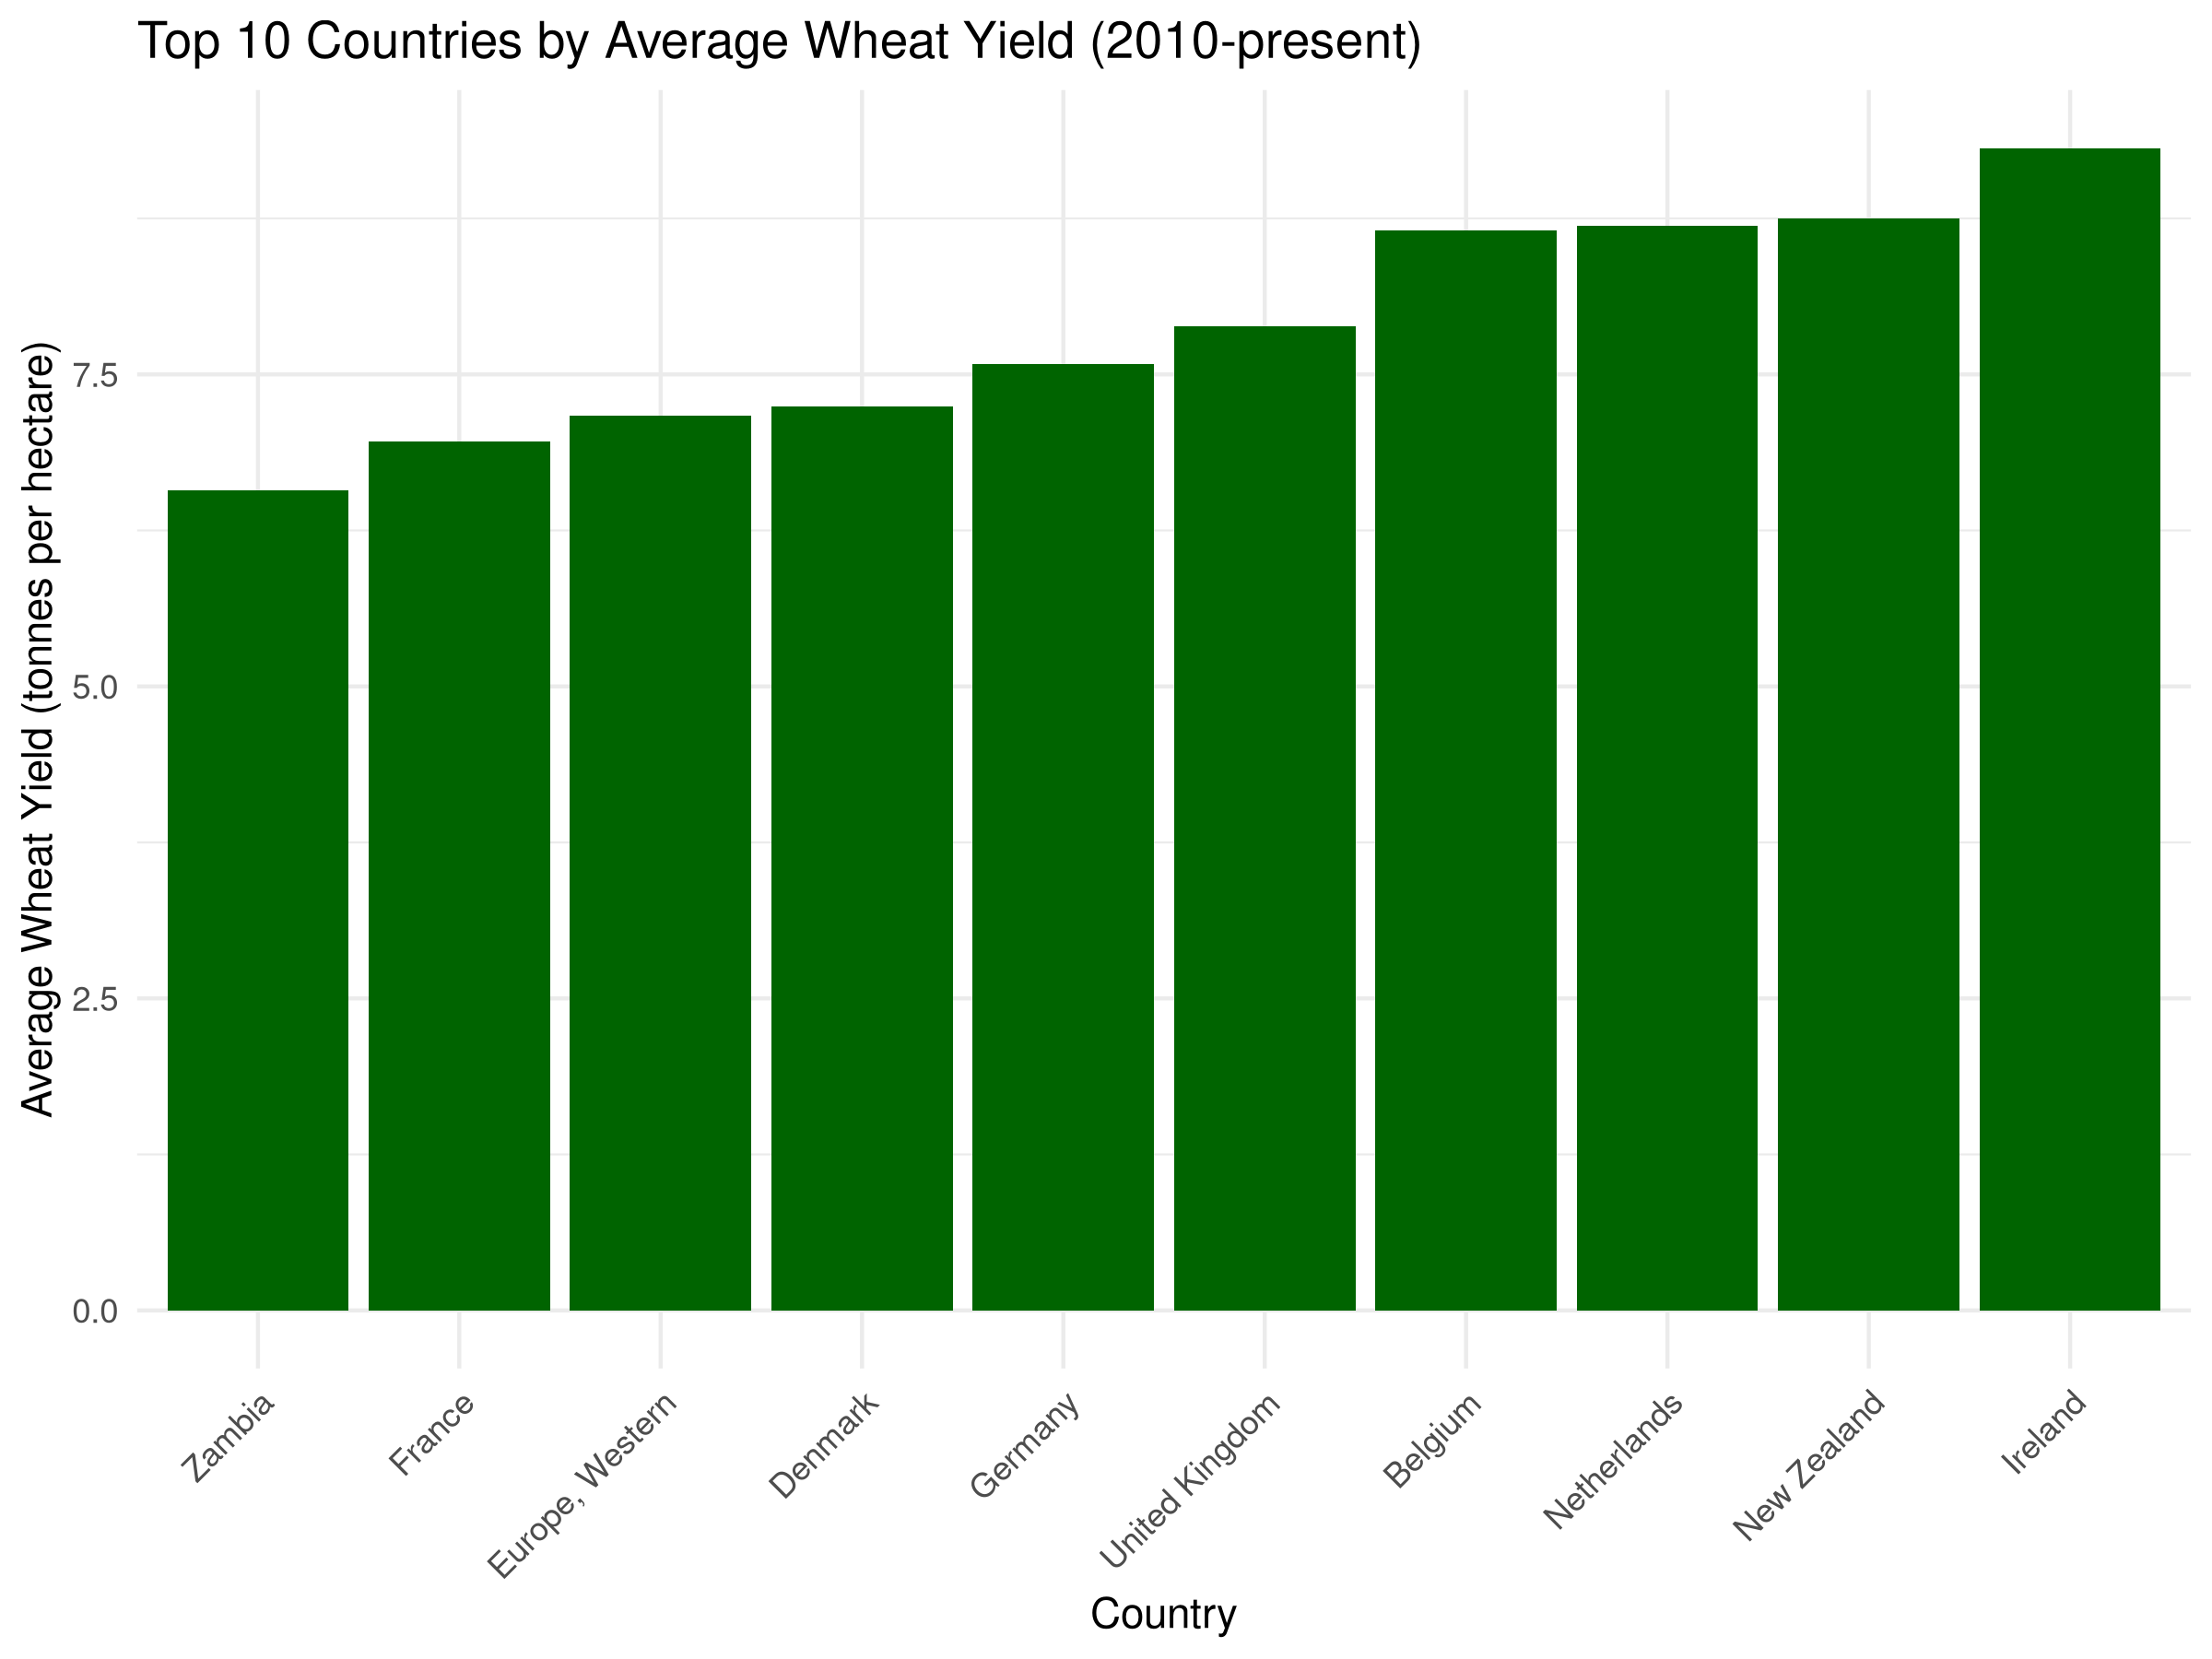 Top 10 Countries by Average Wheat Yield (2010-present)
Average Wheat Yield (tonnes per hectare)
7.5
5.0
2.5
0.0
Zambia
France
Europe, Western
Denmark
Germany
United Kingdom
Belgium
Netherlands
New Zealand
Ireland
Country